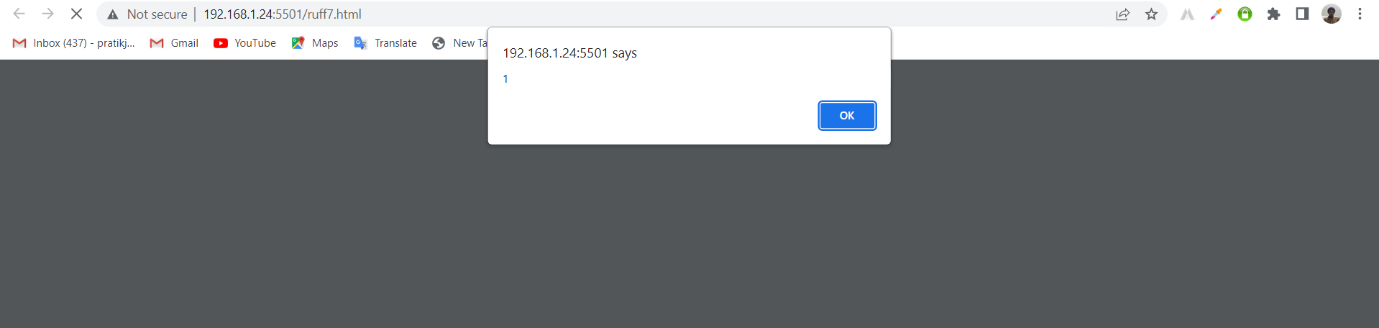 Not secure | 192.168.1.24:5501/ruff7.html
Inbox (437) - pratikj... Gmail YouTube Maps Translate New Ta
192.168.1.24:5501 says
1
OK